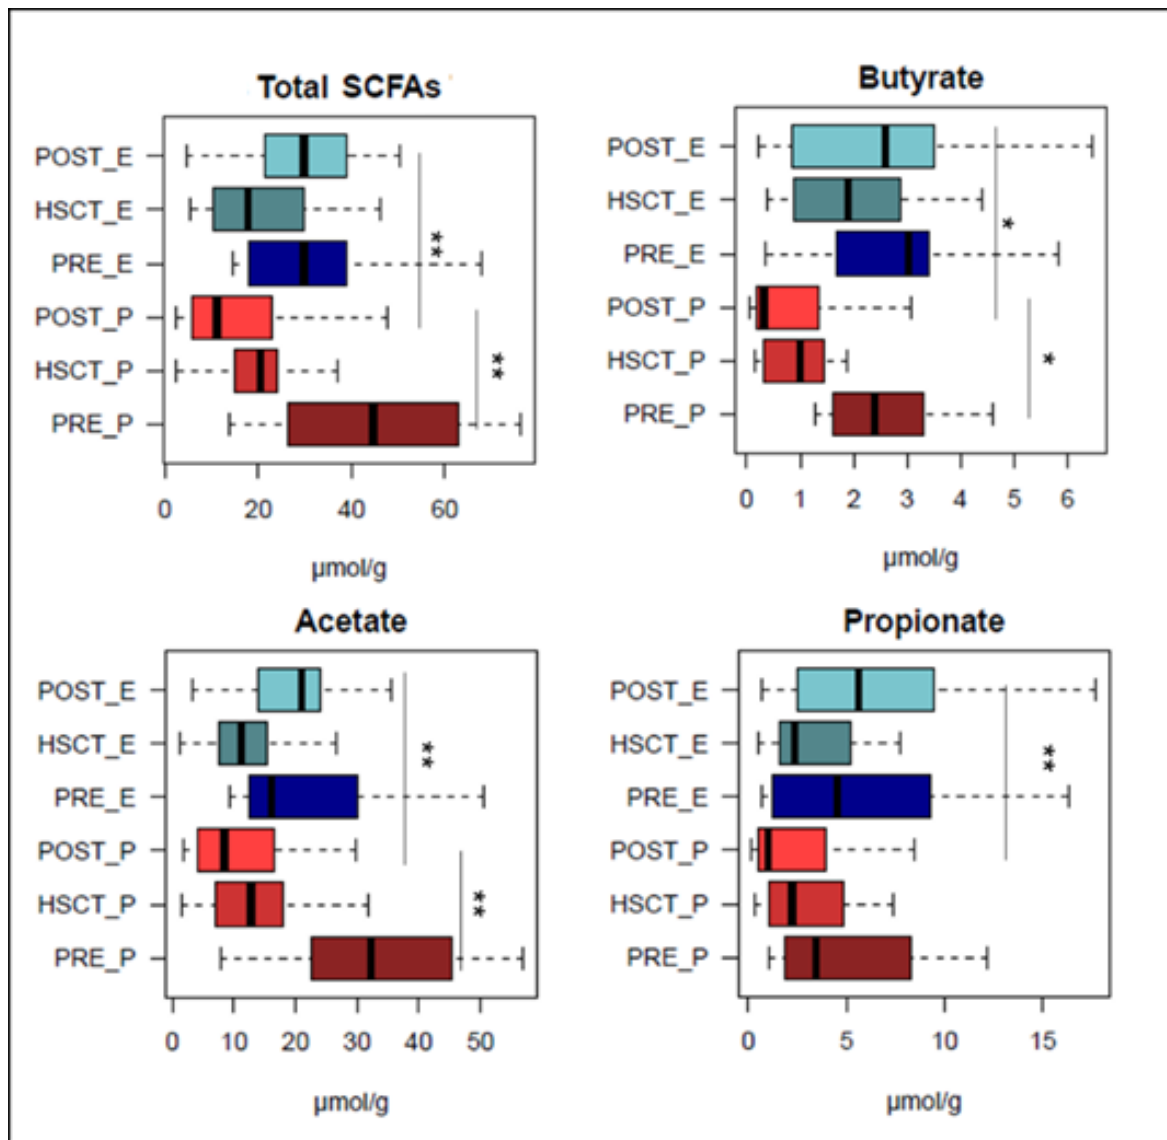 Total SCFAs
POST_E
HSCT_E
PRE_E
POST_P
HSCT_P
PRE_P
**
**
0 20 40 60
µmol/g
Butyrate
POST_E
HSCT_E
PRE_E
POST_P
HSCT_P
PRE_P
*
*
0 1 2 3 4 5 6
µmol/g
Acetate
POST_E
HSCT_E
PRE_E
POST_P
HSCT_P
PRE_P
**
**
0 10 20 30 40 50
µmol/g
Propionate
POST_E
HSCT_E
PRE_E
POST_P
HSCT_P
PRE_P
**
0 5 10 15
µmol/g